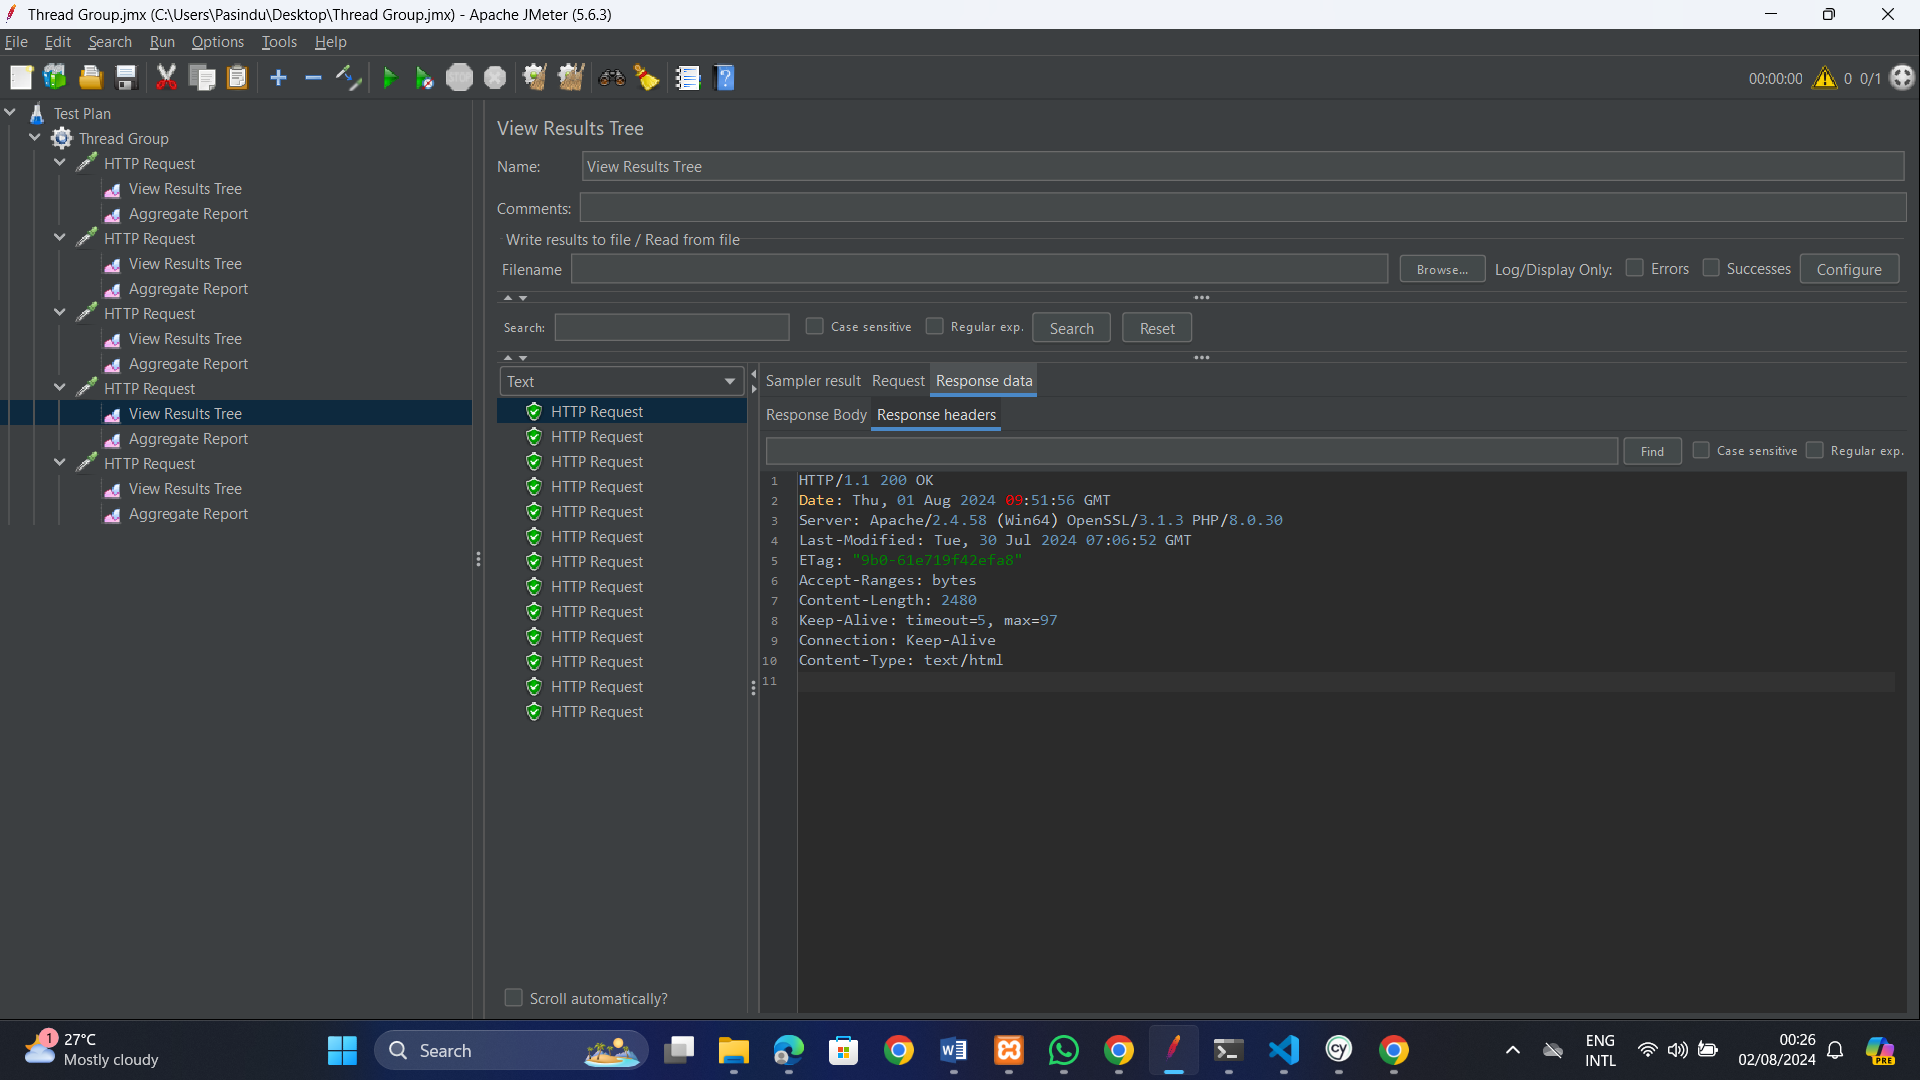 Thread Group.jmx (C:\Users\Pasindu\Desktop\Thread Group.jmx) - Apache JMeter (5.6.3)
File Edit Search Run Options Tools Help
STOP
00:00:00 0 0/1
Test Plan
Thread Group
HTTP Request
View Results Tree
Aggregate Report
HTTP Request
View Results Tree
Aggregate Report
HTTP Request
View Results Tree
Aggregate Report
HTTP Request
View Results Tree
Aggregate Report
HTTP Request
View Results Tree
Aggregate Report
View Results Tree
Name: View Results Tree
Comments:
Write results to file / Read from file
Filename Browse... Log/Display Only: Errors Successes Configure
Search: Case sensitive Regular exp. Search Reset
Text
HTTP Request
HTTP Request
HTTP Request
HTTP Request
HTTP Request
HTTP Request
HTTP Request
HTTP Request
HTTP Request
HTTP Request
HTTP Request
HTTP Request
HTTP Request
Scroll automatically?
Sampler result Request Response data
Response Body Response headers
Find Case sensitive Regular exp.
1 HTTP/1.1 200 OK
2 Date: Thu, 01 Aug 2024 09:51:56 GMT
3 Server: Apache/2.4.58 (Win64) OpenSSL/3.1.3 PHP/8.0.30
4 Last-Modified: Tue, 30 Jul 2024 07:06:52 GMT
5 ETag: "9b0-61e719f42efa8"
6 Accept-Ranges: bytes
7 Content-Length: 2480
8 Keep-Alive: timeout=5, max=97
9 Connection: Keep-Alive
10 Content-Type: text/html
11
1
27°C
Mostly cloudy
Search
CY
ENG
INTL
00:26
02/08/2024
PRE